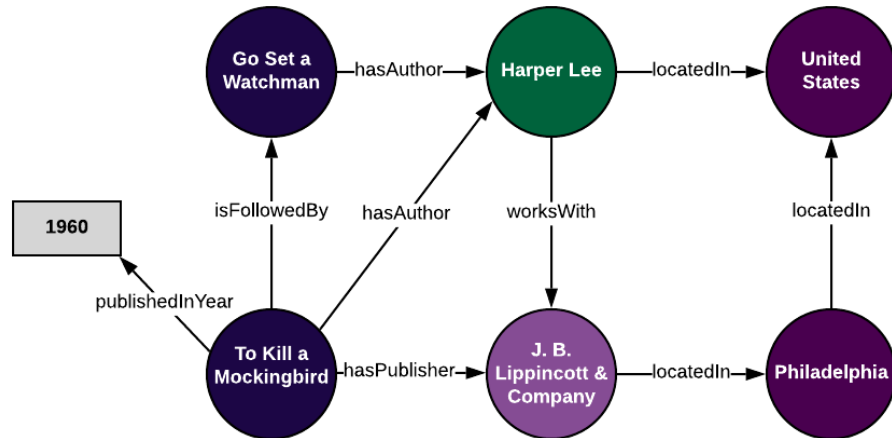 Go Set a
Watchman
hasAuthor
Harper Lee
locatedIn
United
States
1960
isFollowedBy
hasAuthor
worksWith
locatedIn
publishedInYear
To Kill a
Mockingbird
hasPublisher
J. B.
Lippincott &
Company
locatedIn
Philadelphia